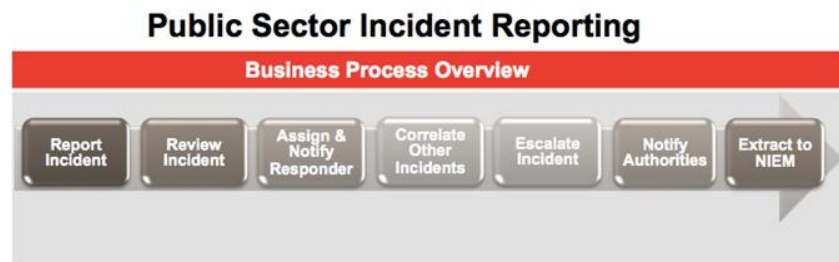 Public Sector Incident Reporting
Business Process Overview
Report
Incident
Review
Incident
Assign &
Notify
Responder
Correlate
Other
Incidents
Escalate
Incident
Notify
Authorities
Extract to
NIEM